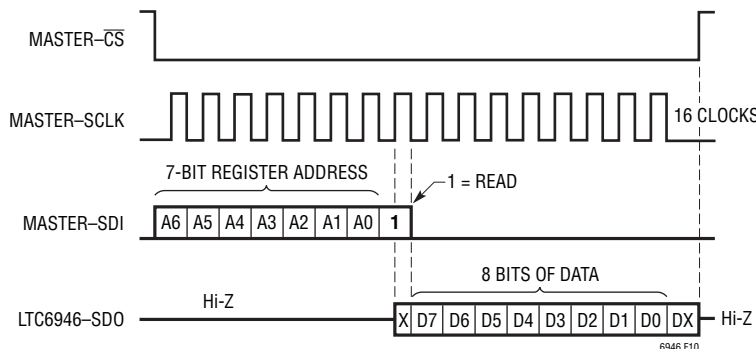 MASTER–CS
MASTER–SCLK
16 CLOCKS
7-BIT REGISTER ADDRESS
1 = READ
MASTER–SDI
A6 A5 A4 A3 A2 A1 A0 1
8 BITS OF DATA
Hi-Z
LTC6946–SDO
X D7 D6 D5 D4 D3 D2 D1 D0 DX
Hi-Z
6946 F10